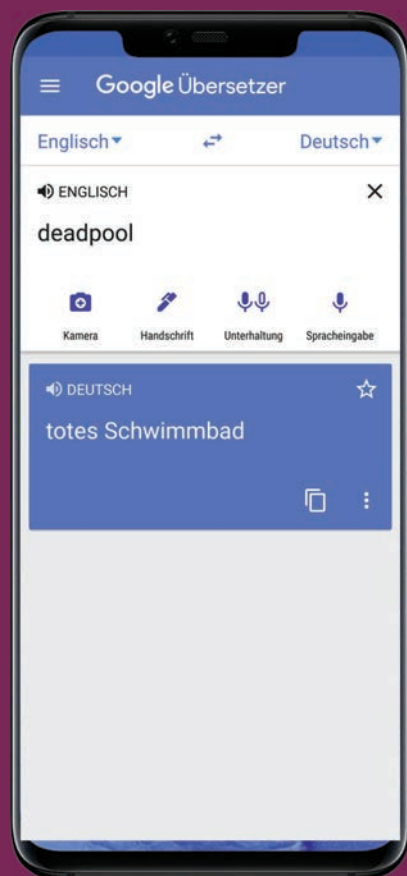 Google Übersetzer
Englisch Deutsch
ENGLISCH
deadpool
Kamera Handschrift Unterhaltung Spracheingabe
DEUTSCH
totes Schwimmbad